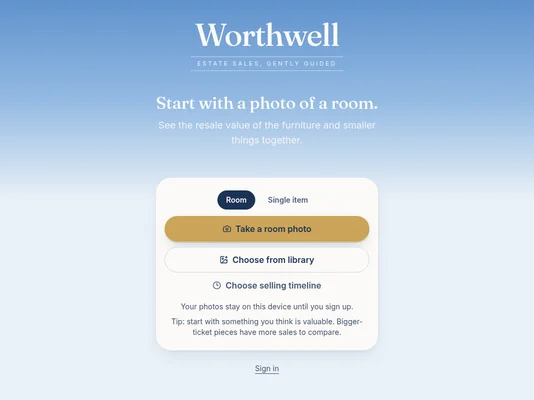 Worthwell
ESTATE SALES, GENTLY GUIDED
Start with a photo of a room.
See the resale value of the furniture and smaller
things together.
Room
Single item
Take a room photo
Choose from library
Choose selling timeline
Your photos stay on this device until you sign up.
Tip: start with something you think is valuable. Bigger-
ticket pieces have more sales to compare.
Sign in